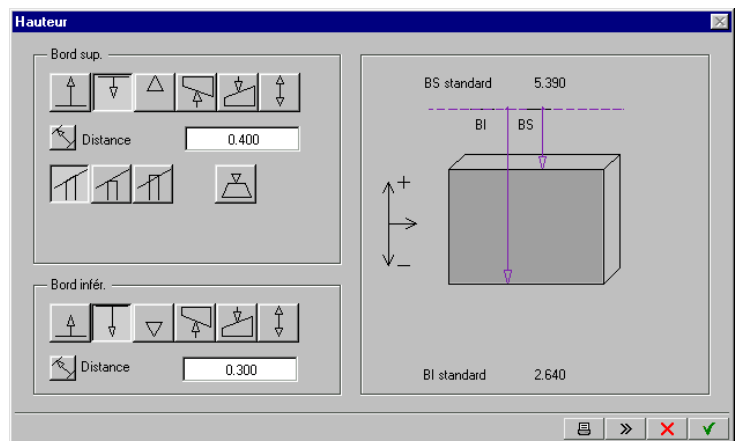 Hauteur
Bord sup.
Distance 0.400
Bord infér.
Distance 0.300
BS standard 5.390
BI BS
+
–
BI standard 2.640